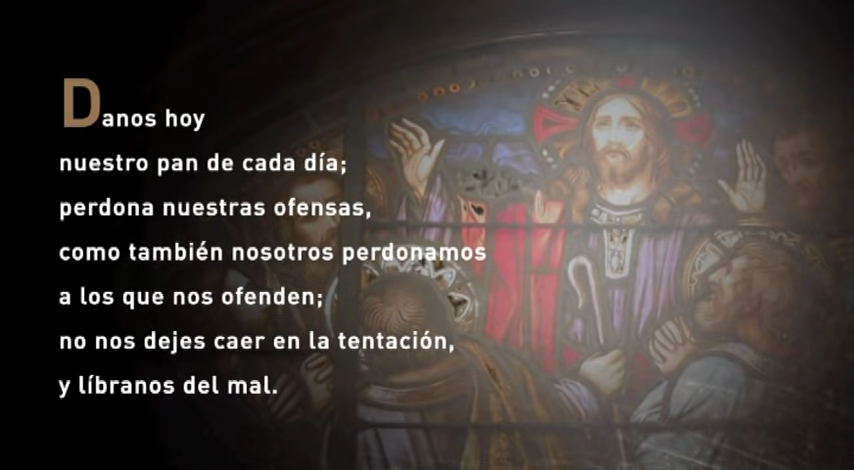 Danos hoy
nuestro pan de cada día;
perdona nuestras ofensas,
como también nosotros perdonamos
a los que nos ofenden;
no nos dejes caer en la tentación,
y líbranos del mal.